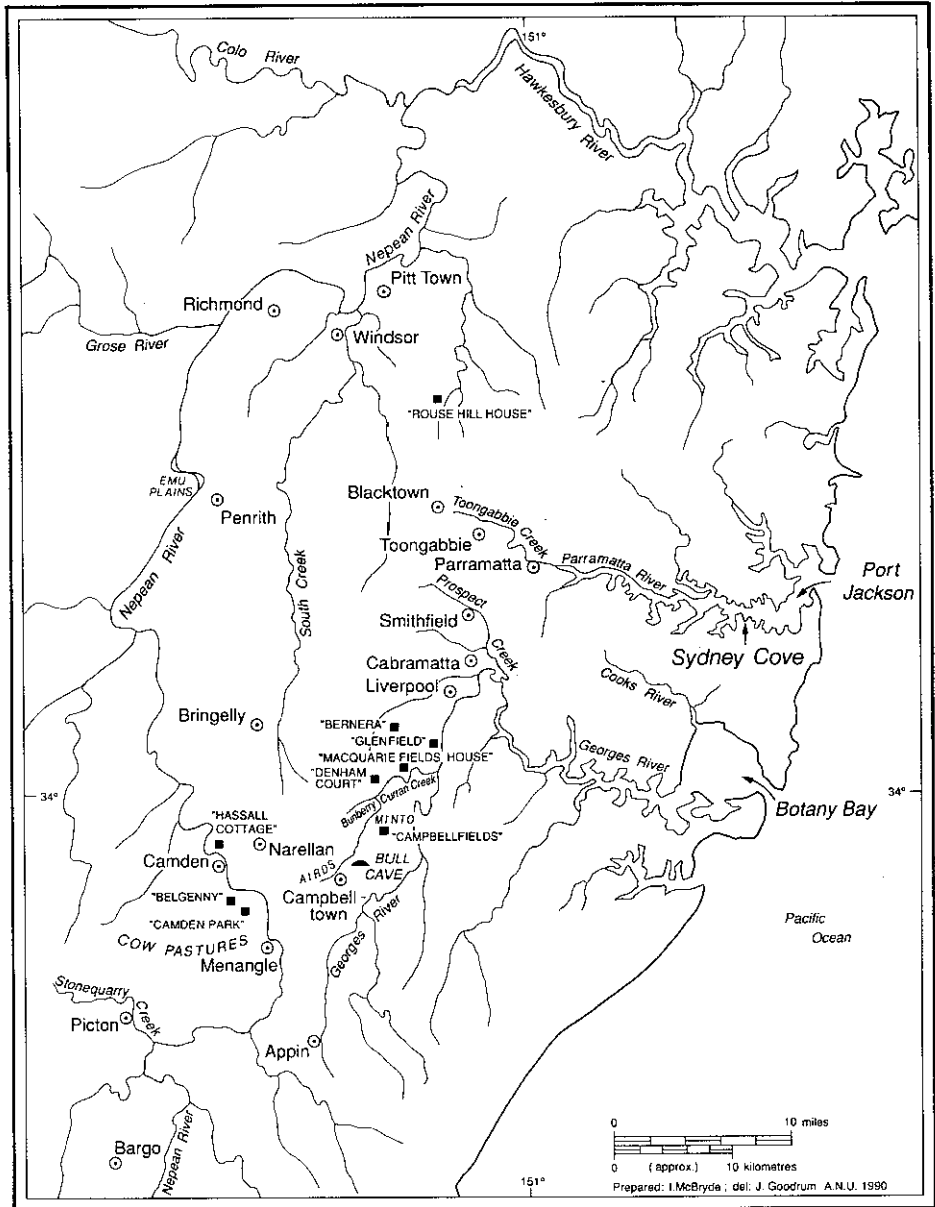 151°
Colo River
Hawkesbury River
Nepean River
Pitt Town
Richmond
Windsor
Grose River
"ROUSE HILL HOUSE"
EMU
PLAINS
Penrith
Blacktown
Toongabbie Creek
Toongabbie
Parramatta
Parramatta River
Port
Jackson
Nepean River
South Creek
Prospect
Creek
Smithfield
Sydney Cove
Cabramatta
Liverpool
Cooks River
Bringelly
"BERNERA"
"GLENFIELD"
"MACQUARIE FIELDS HOUSE"
"DENHAM
COURT"
Georges River
Bunberry Curran Creek
34°
34°
Botany Bay
"HASSALL
COTTAGE"
MINTO
"CAMPBELLFIELDS"
Narellan
Camden
AIRDS
BULL
CAVE
Campbell
town
"BELGENNY"
"CAMDEN PARK"
COW PASTURES
Menangle
Georges River
Pacific
Ocean
Stonequarry
Creek
Picton
Appin
Bargo
Nepean River
0 10 miles
0 (approx.) 10 kilometres
151°
Prepared: I.McBryde ; del: J. Goodrum A.N.U. 1990